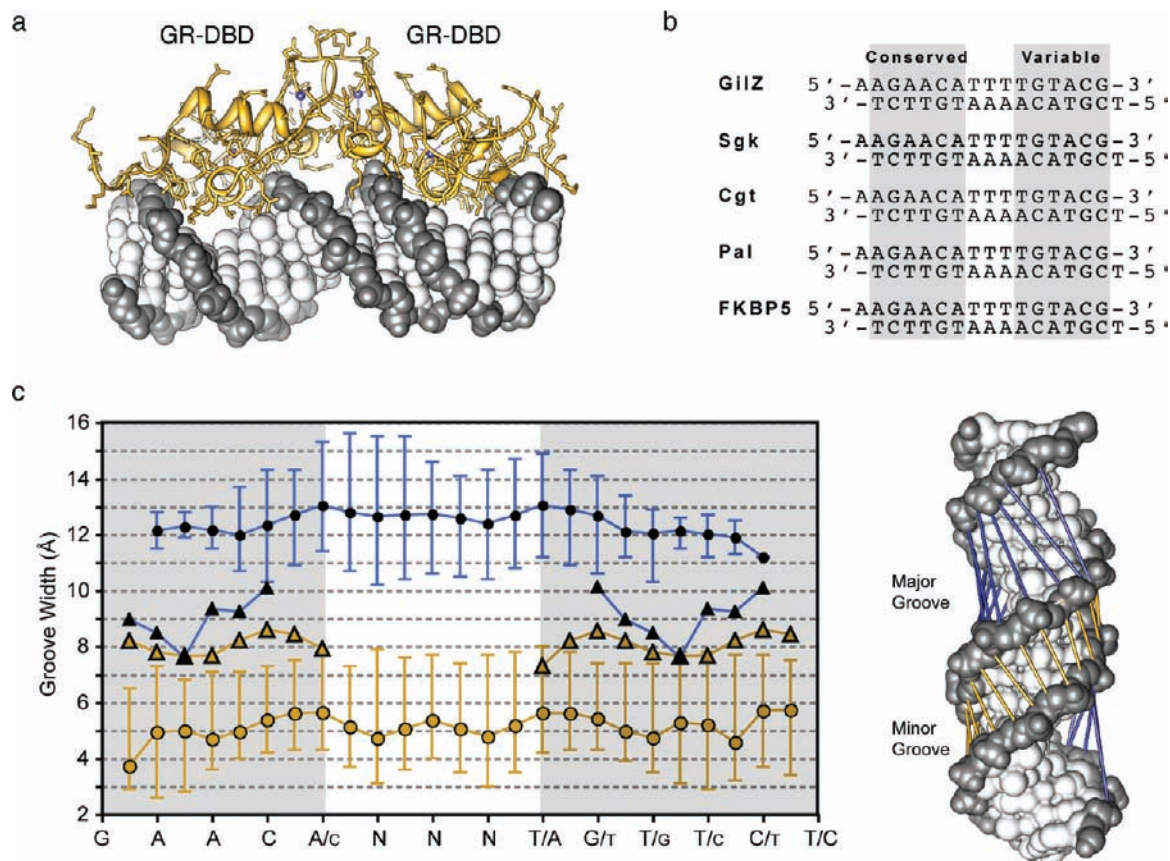 a
GR-DBD GR-DBD
b
Conserved Variable
GilZ 5′-AAGAACATTTTGTACG-3′
3′-TCTTGTAAAACATGCT-5
Sgk 5′-AAGAACATTTTGTACG-3′
3′-TCTTGTAAAACATGCT-5
Cgt 5′-AAGAACATTTTGTACG-3′
3′-TCTTGTAAAACATGCT-5
Pal 5′-AAGAACATTTTGTACG-3′
3′-TCTTGTAAAACATGCT-5
FKBP5 5′-AAGAACATTTTGTACG-3′
3′-TCTTGTAAAACATGCT-5
c
Groove Width (Å)
16
14
12
10
8
6
4
2
G A A C A/C N N N T/A G/T T/G T/C C/T T/C
Major
Groove
Minor
Groove